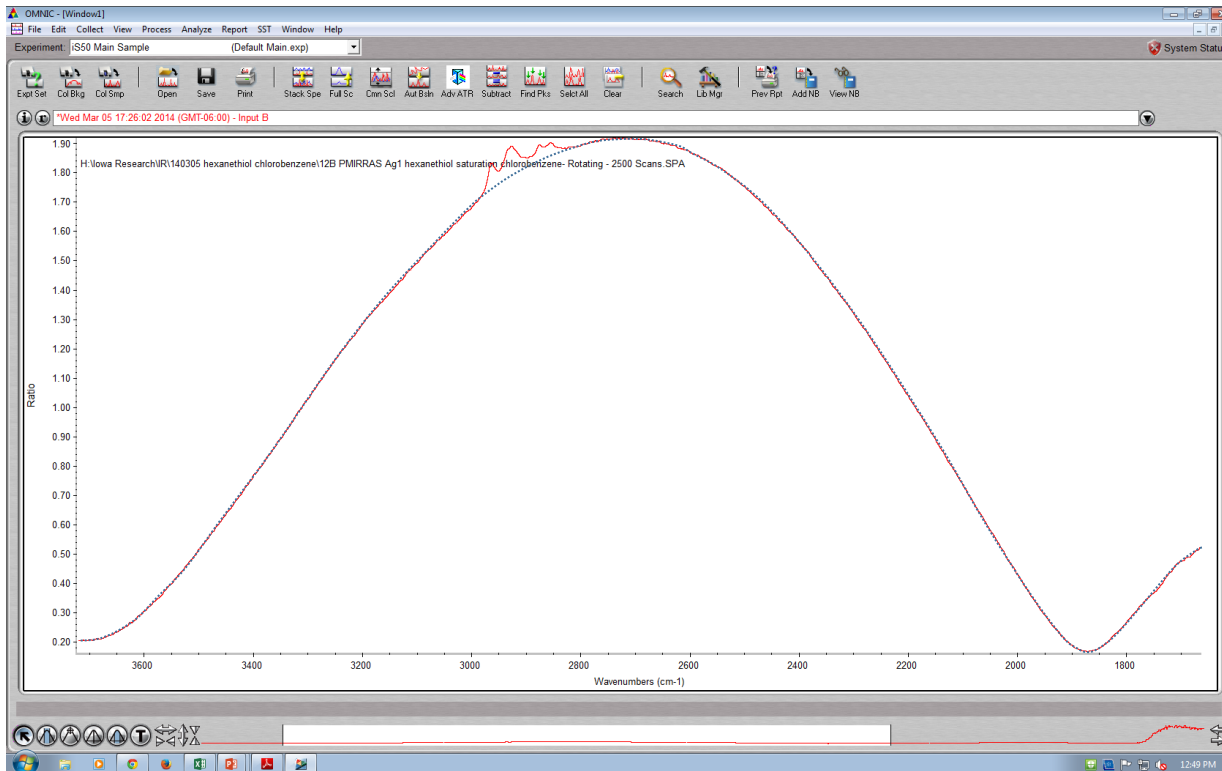 OMNIC - [Window1]
File Edit Collect View Process Analyze Report SST Window Help
Experiment: iS50 Main Sample (Default Main.exp) System Statu
Expt Set Col Bkg Col Smp Open Save Print Stack Spe Full Sc Cmn Scl Aut Bsln Adv ATR Subtract Find Pks Selct All Clear Search Lib Mgr Prev Rpt Add NB View NB
*Wed Mar 05 17:26:02 2014 (GMT-06:00) - Input B
1.90
H:\Iowa Research\IR\140305 hexanethiol chlorobenzene\12B PMIRRAS Ag1 hexanethiol saturation chlorobenzene- Rotating - 2500 Scans.SPA
1.80
1.70
1.60
1.50
1.40
1.30
1.20
1.10
1.00
Ratio
0.90
0.80
0.70
0.60
0.50
0.40
0.30
0.20
3600 3400 3200 3000 2800 2600 2400 2200 2000 1800
Wavenumbers (cm-1)
T
12:49 PM